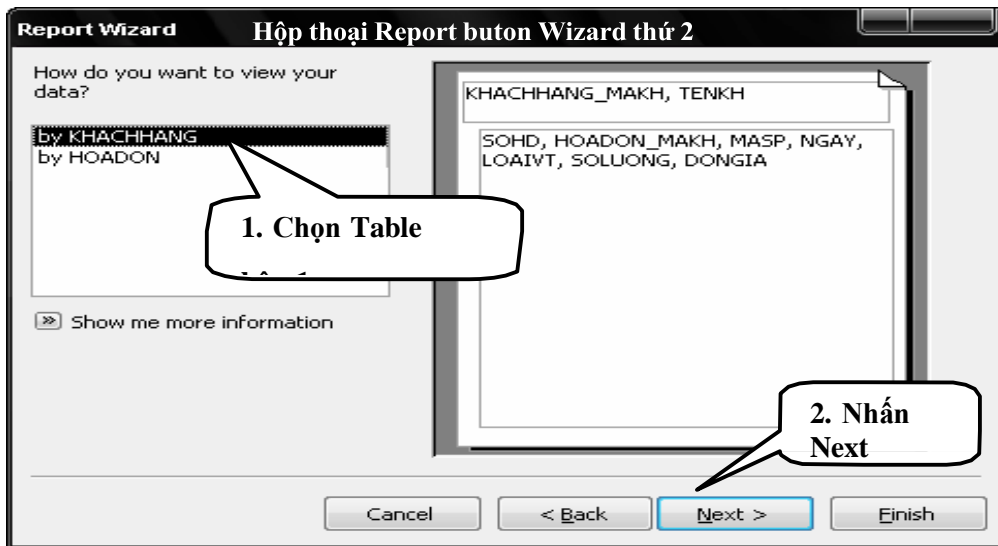 Report Wizard Hộp thoại Report buton Wizard thứ 2
How do you want to view your
data?
by KHACHHANG
by HOADON
1. Chọn Table
Show me more information
KHACHHANG_MAKH, TENKH
SOHD, HOADON_MAKH, MASP, NGAY,
LOAIVT, SOLUONG, DONGIA
2. Nhấn
Next
Cancel < Back Next > Finish